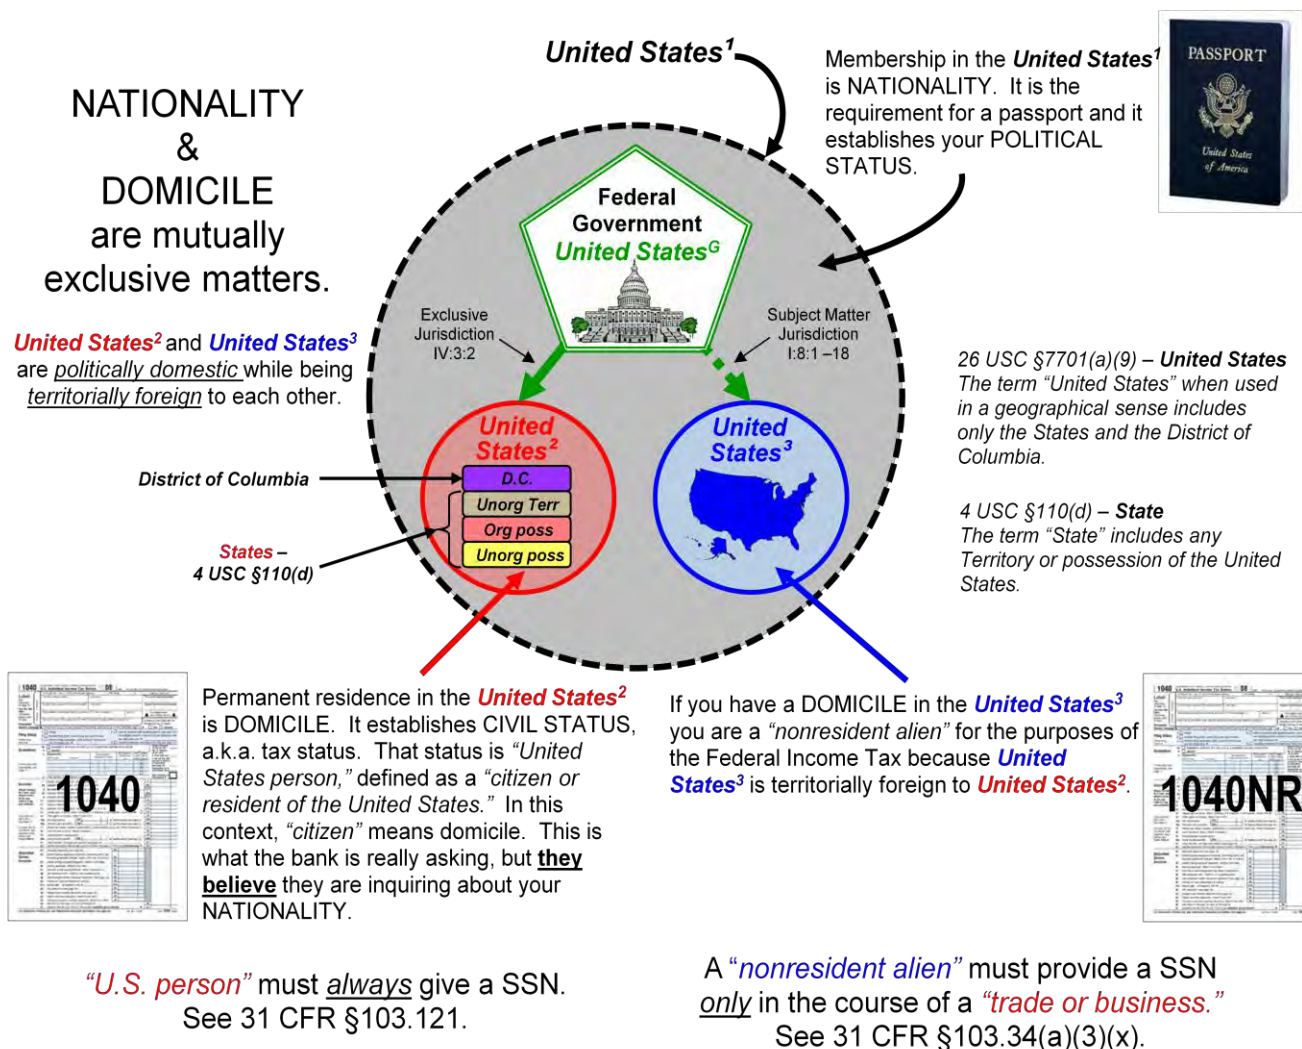 United States¹
NATIONALITY
&
DOMICILE
are mutually
exclusive matters.
United States² and United States³
are politically domestic while being
territorially foreign to each other.
Membership in the United States¹
is NATIONALITY. It is the
requirement for a passport and it
establishes your POLITICAL
STATUS.
PASSPORT
United States
of America
Federal
Government
United Statesᴳ
Exclusive
Jurisdiction
IV:3:2
Subject Matter
Jurisdiction
I:8:1 –18
United
States²
D.C.
Unorg Terr
Org poss
Unorg poss
United
States³
District of Columbia
States –
4 USC §110(d)
26 USC §7701(a)(9) – United States
The term “United States” when used
in a geographical sense includes
only the States and the District of
Columbia.
4 USC §110(d) – State
The term “State” includes any
Territory or possession of the United
States.
1040
1040
Permanent residence in the United States²
is DOMICILE. It establishes CIVIL STATUS,
a.k.a. tax status. That status is “United
States person,” defined as a “citizen or
resident of the United States.” In this
context, “citizen” means domicile. This is
what the bank is really asking, but they
believe they are inquiring about your
NATIONALITY.
If you have a DOMICILE in the United States³
you are a “nonresident alien” for the purposes of
the Federal Income Tax because United
States³ is territorially foreign to United States².
1040
1040NR
“U.S. person” must always give a SSN.
See 31 CFR §103.121.
A “nonresident alien” must provide a SSN
only in the course of a “trade or business.”
See 31 CFR §103.34(a)(3)(x).